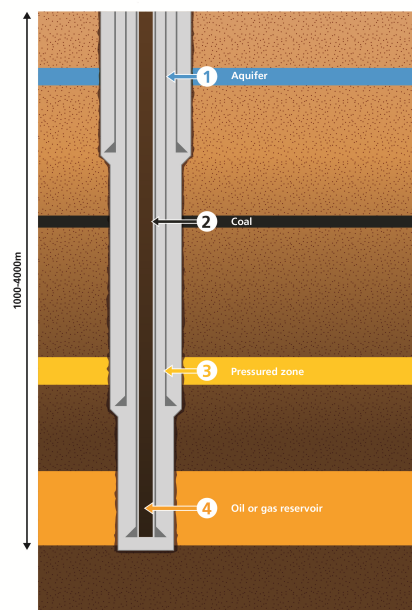 1 Aquifer
2 Coal
1000-4000m
3 Pressured zone
4 Oil or gas reservoir